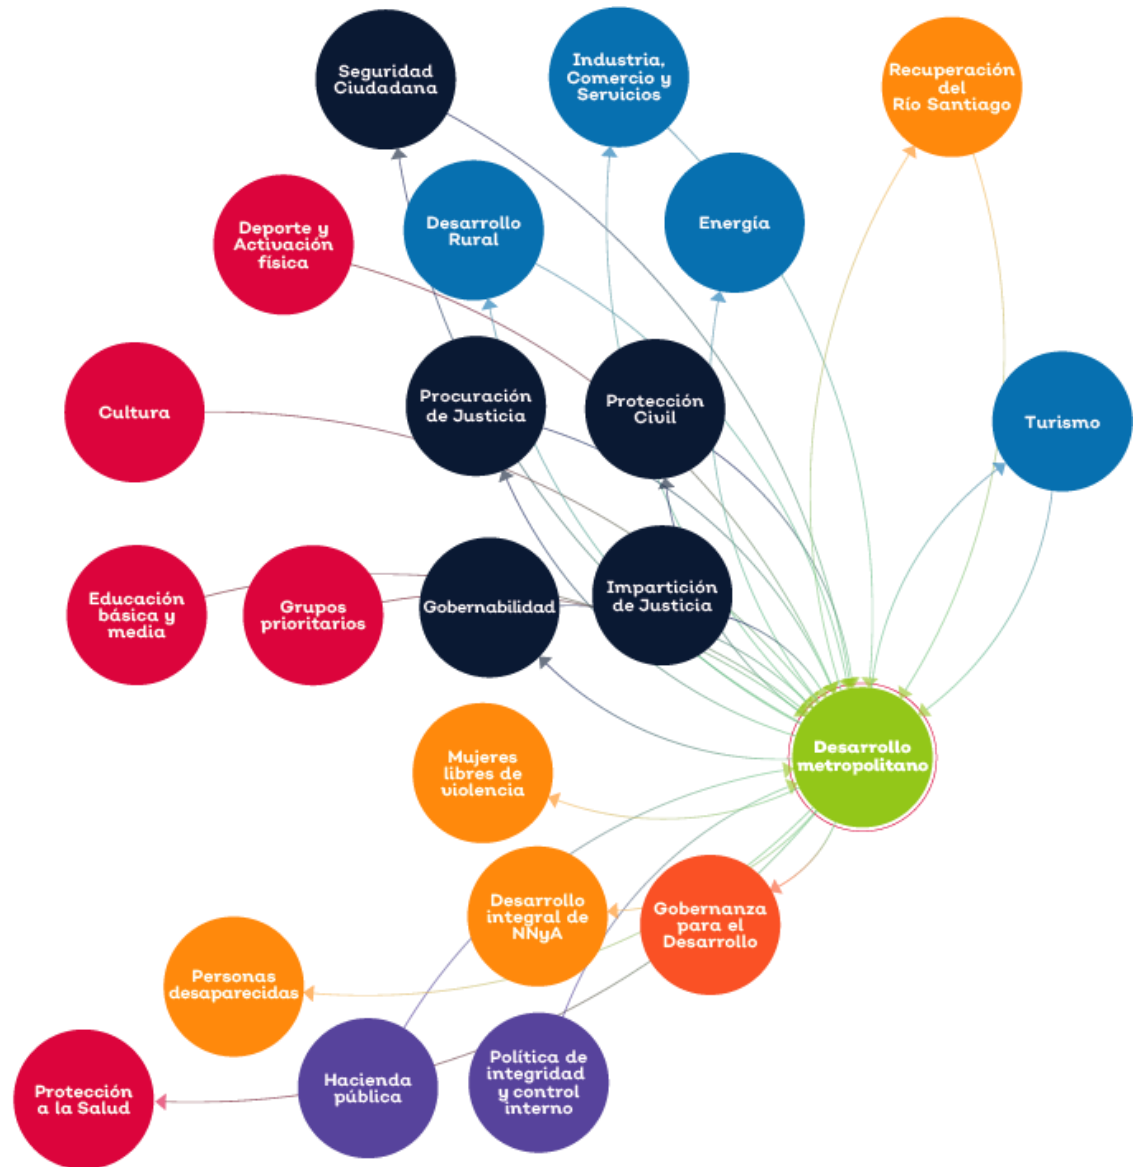 Seguridad
Ciudadana
Industria,
Comercio y
Servicios
Recuperación
del
Río Santiago
Deporte y
Activación
física
Desarrollo
Rural
Energía
Cultura
Procuración
de Justicia
Protección
Civil
Turismo
Educación
básica y
media
Grupos
prioritarios
Gobernabilidad
Impartición
de Justicia
Mujeres
libres de
violencia
Desarrollo
metropolitano
Desarrollo
integral de
NNyA
Gobernanza
para el
Desarrollo
Personas
desaparecidas
Protección
a la Salud
Hacienda
pública
Política de
integridad
y control
interno